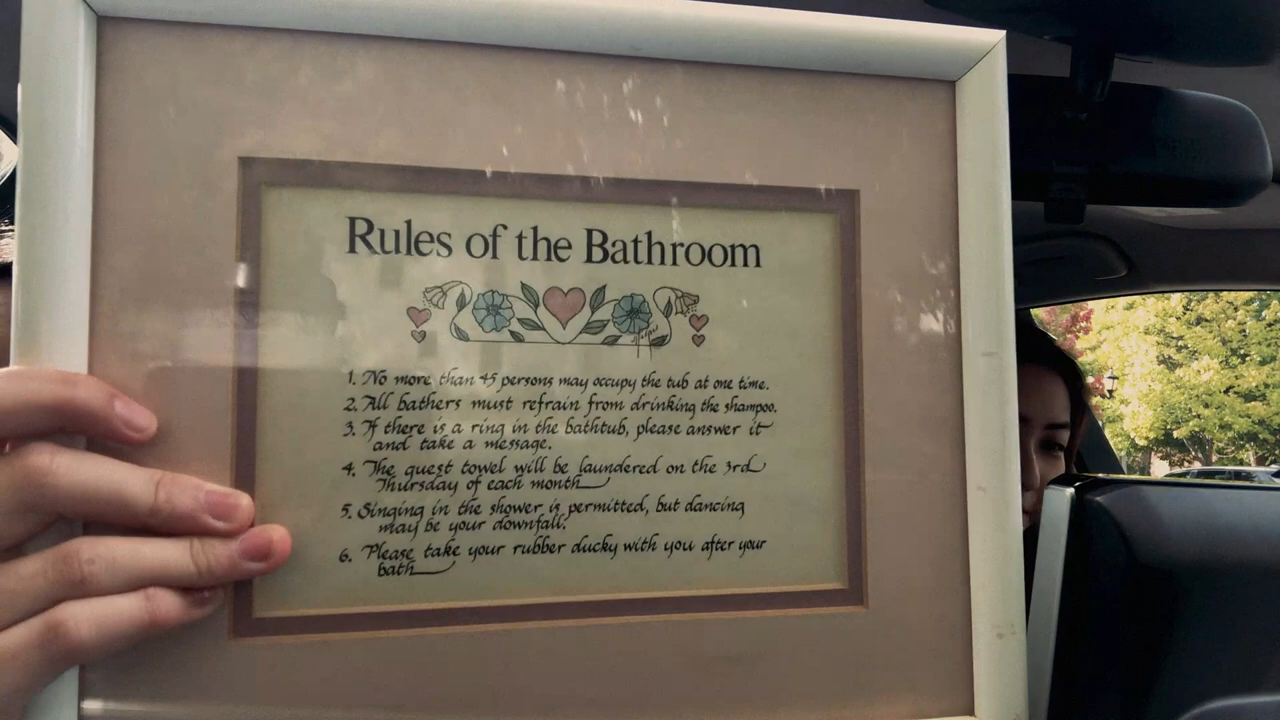 Rules of the Bathroom
1. No more than 45 persons may occupy the tub at one time.
2. All bathers must refrain from drinking the shampoo.
3. If there is a ring in the bathtub, please answer it
and take a message.
4. The guest towel will be laundered on the 3rd
Thursday of each month
5. Singing in the shower is permitted, but dancing
may be your downfall.
6. Please take your rubber ducky with you after your
bath